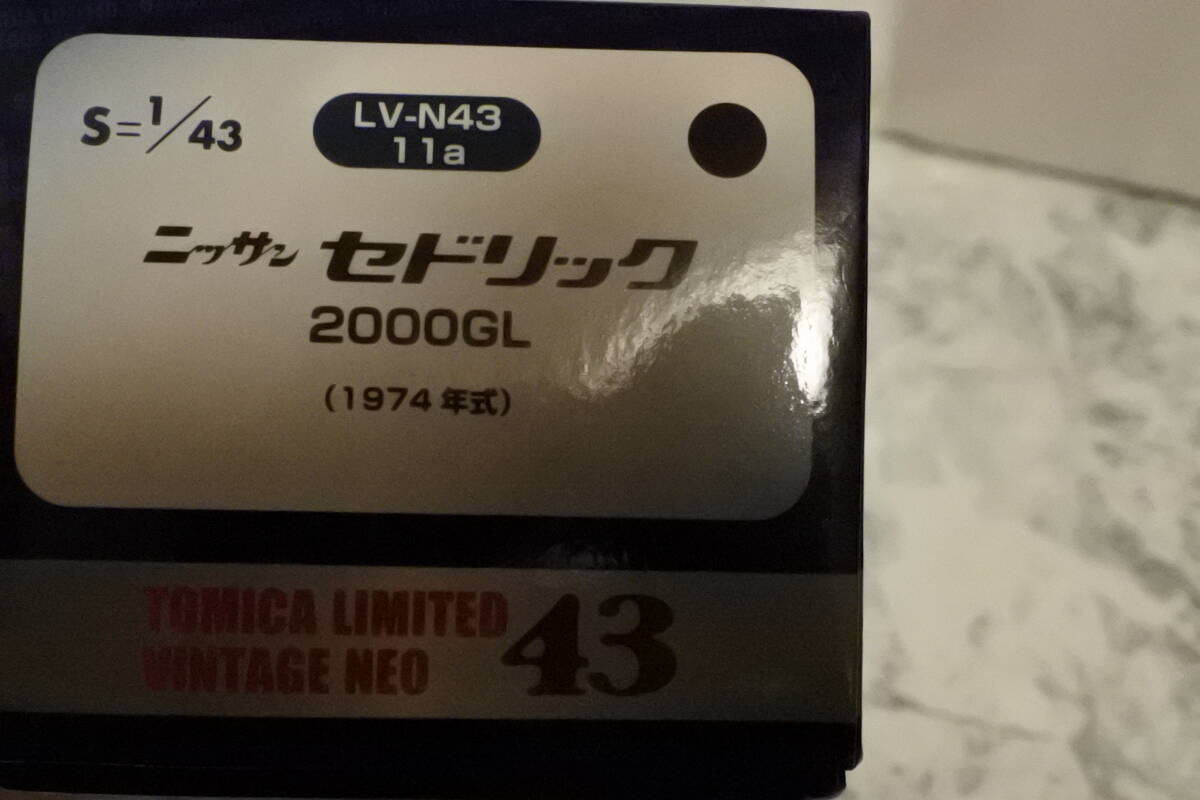 S=1/43
LV-N43
11a
ニッサン セドリック
2000GL
(1974年式)
TOMICA LIMITED
VINTAGE NEO 43